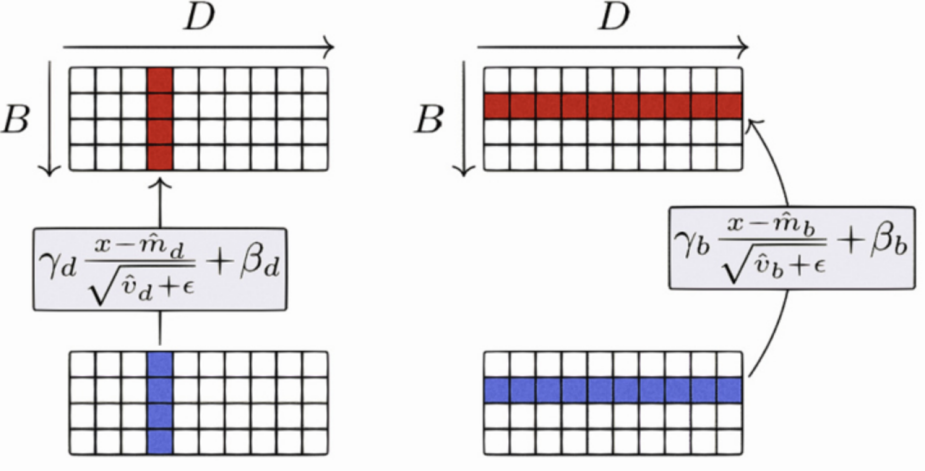 D D
B B
γ_d (x − m̂_d)/√(v̂_d + ϵ) + β_d
γ_b (x − m̂_b)/√(v̂_b + ϵ) + β_b